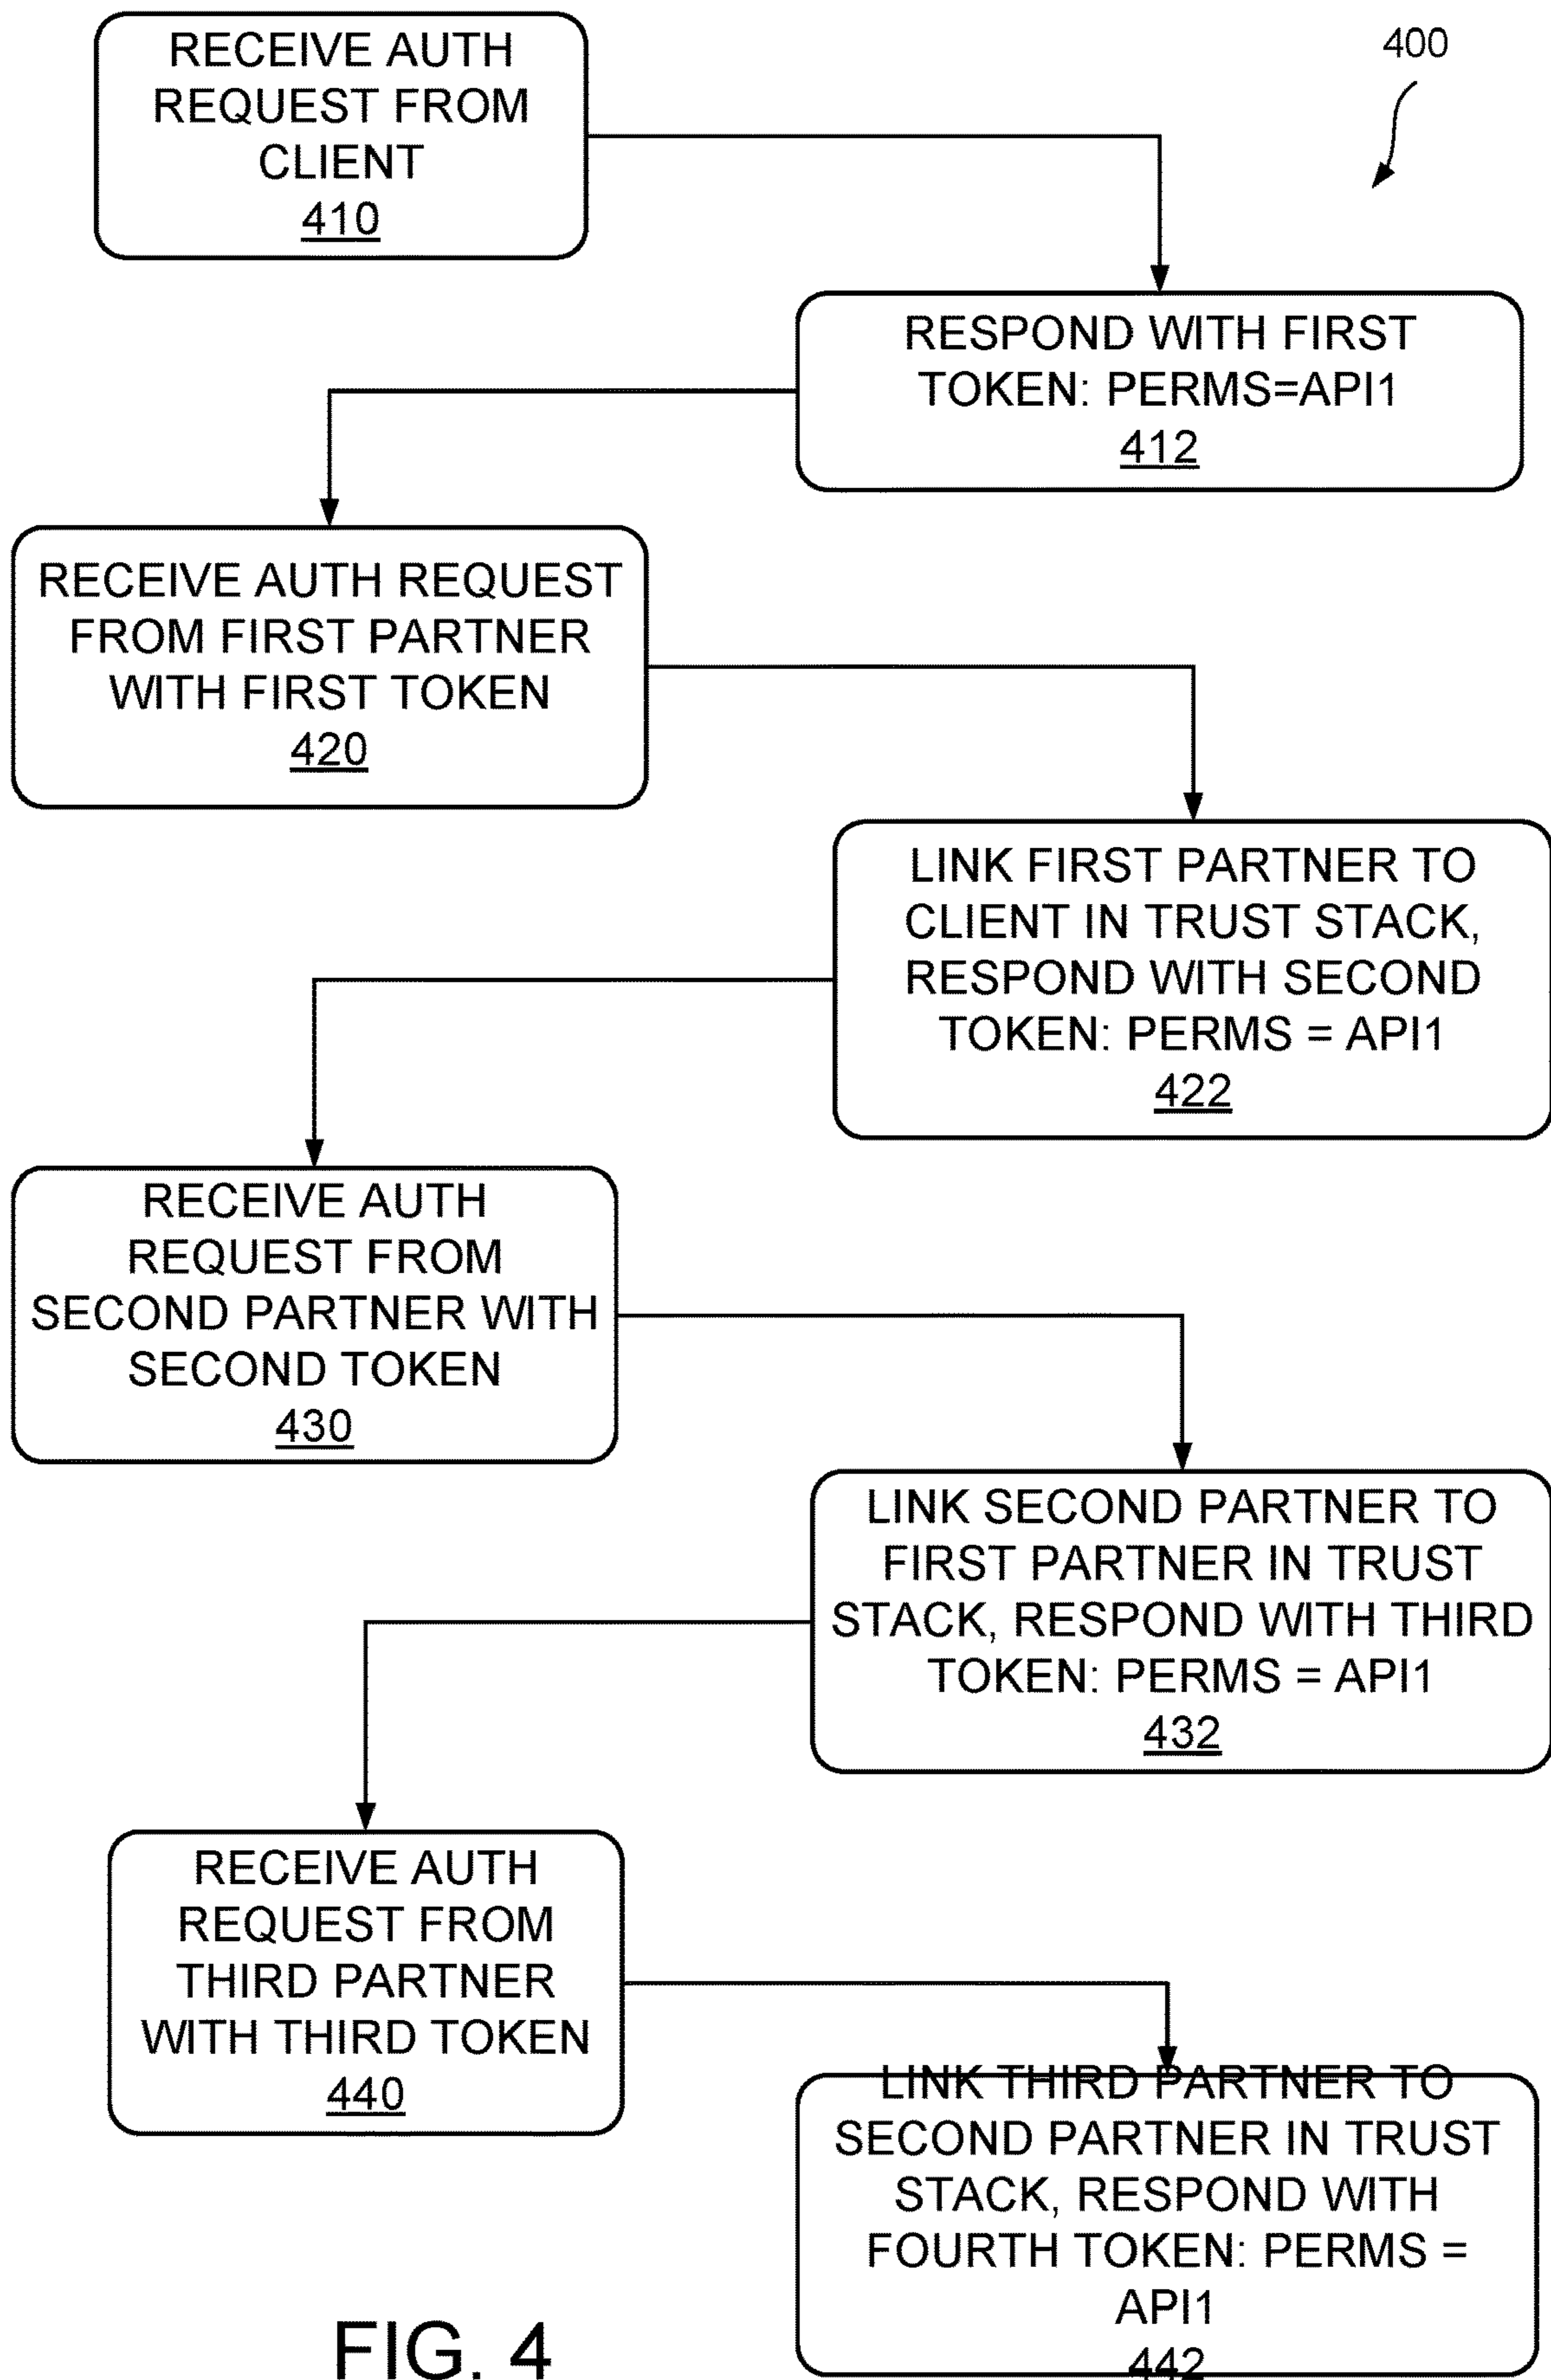 400
RECEIVE AUTH
REQUEST FROM
CLIENT
410
RESPOND WITH FIRST
TOKEN: PERMS=API1
412
RECEIVE AUTH REQUEST
FROM FIRST PARTNER
WITH FIRST TOKEN
420
LINK FIRST PARTNER TO
CLIENT IN TRUST STACK,
RESPOND WITH SECOND
TOKEN: PERMS = API1
422
RECEIVE AUTH
REQUEST FROM
SECOND PARTNER WITH
SECOND TOKEN
430
LINK SECOND PARTNER TO
FIRST PARTNER IN TRUST
STACK, RESPOND WITH THIRD
TOKEN: PERMS = API1
432
RECEIVE AUTH
REQUEST FROM
THIRD PARTNER
WITH THIRD TOKEN
440
LINK THIRD PARTNER TO
SECOND PARTNER IN TRUST
STACK, RESPOND WITH
FOURTH TOKEN: PERMS =
API1
442
FIG. 4